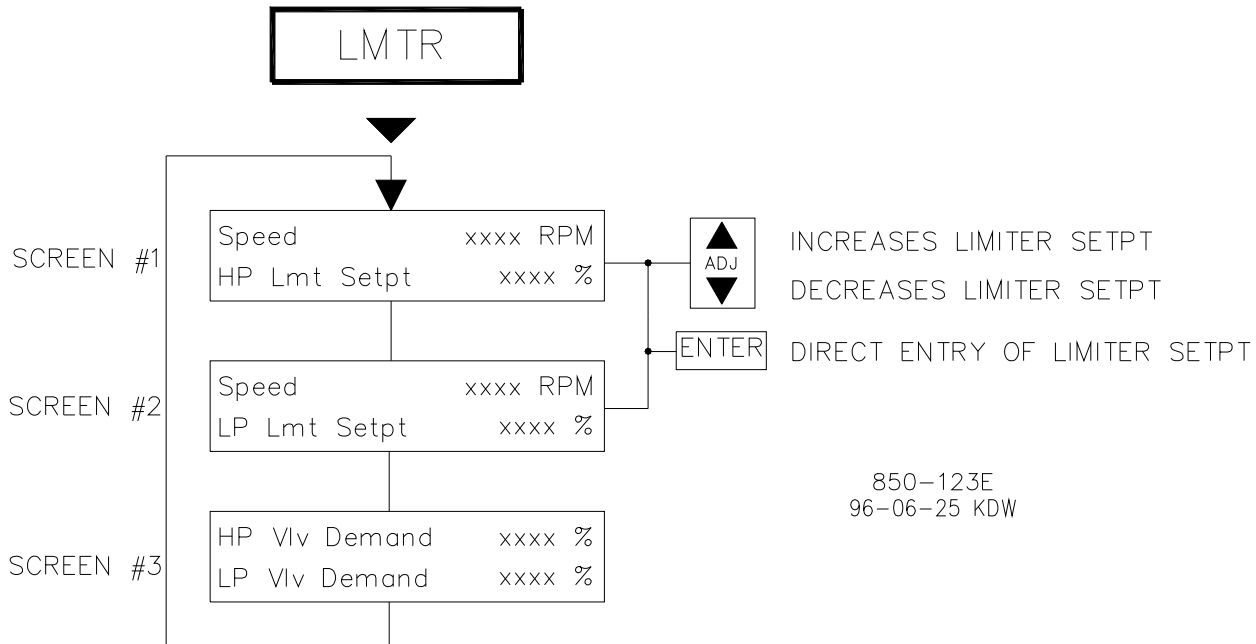 LMTR
SCREEN #1
Speed xxxx RPM
HP Lmt Setpt xxxx %
ADJ
INCREASES LIMITER SETPT
DECREASES LIMITER SETPT
ENTER
DIRECT ENTRY OF LIMITER SETPT
SCREEN #2
Speed xxxx RPM
LP Lmt Setpt xxxx %
850-123E
96-06-25 KDW
SCREEN #3
HP Vlv Demand xxxx %
LP Vlv Demand xxxx %